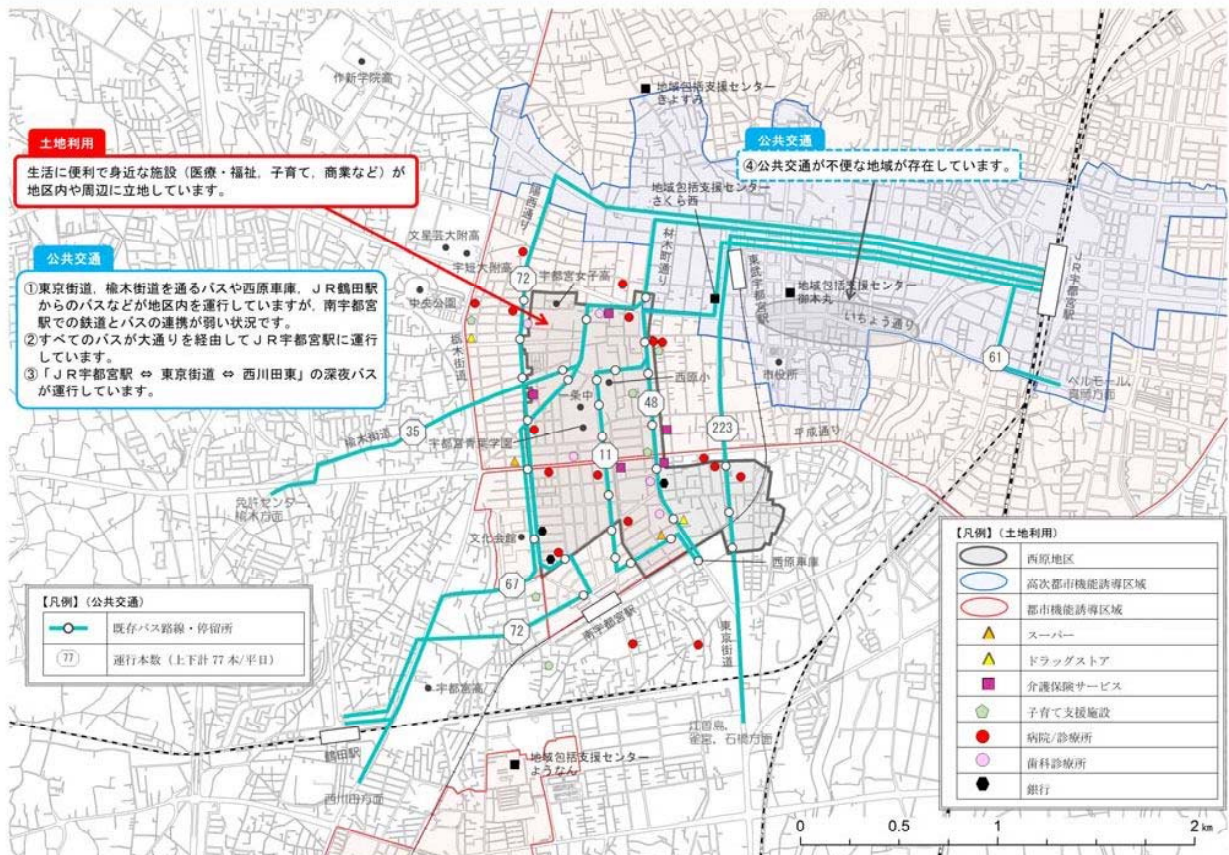 作新学院高
地域包括支援センター
きよすみ
土地利用
生活に便利で身近な施設（医療・福祉，子育て，商業など）が
地区内や周辺に立地しています。
公共交通
④公共交通が不便な地域が存在しています。
公共交通
①東京街道，楡木街道を通るバスや西原車庫，ＪＲ鶴田駅
からのバスなどが地区内を運行していますが，南宇都宮
駅での鉄道とバスの連携が弱い状況です。
②すべてのバスが大通りを経由してＪＲ宇都宮駅に運行
しています。
③「ＪＲ宇都宮駅 ⇔ 東京街道 ⇔ 西川田東」の深夜バス
が運行しています。
地域包括支援センター
さくら西
陽西通り
材木町通り
文星芸大附高
宇短大附高
宇都宮女子高
中央公園
72
東武宇都宮駅
地域包括支援センター
御本丸
いちょう通り
ＪＲ宇都宮駅
栃木街道
市役所
61
ベルモール，
真岡方面
西原小
一条中
48
35
楡木街道
宇都宮青葉学園
223
平成通り
11
免許センター，
楡木方面
文化会館
西原車庫
67
72
南宇都宮駅
東京街道
宇都宮高
鶴田駅
江曽島，
雀宮，石橋方面
地域包括支援センター
ようなん
西川田方面
【凡例】（公共交通）
既存バス路線・停留所
77
運行本数（上下計 77 本/平日）
【凡例】（土地利用）
西原地区
高次都市機能誘導区域
都市機能誘導区域
スーパー
ドラッグストア
介護保険サービス
子育て支援施設
病院/診療所
歯科診療所
銀行
0
0.5
1
2 km